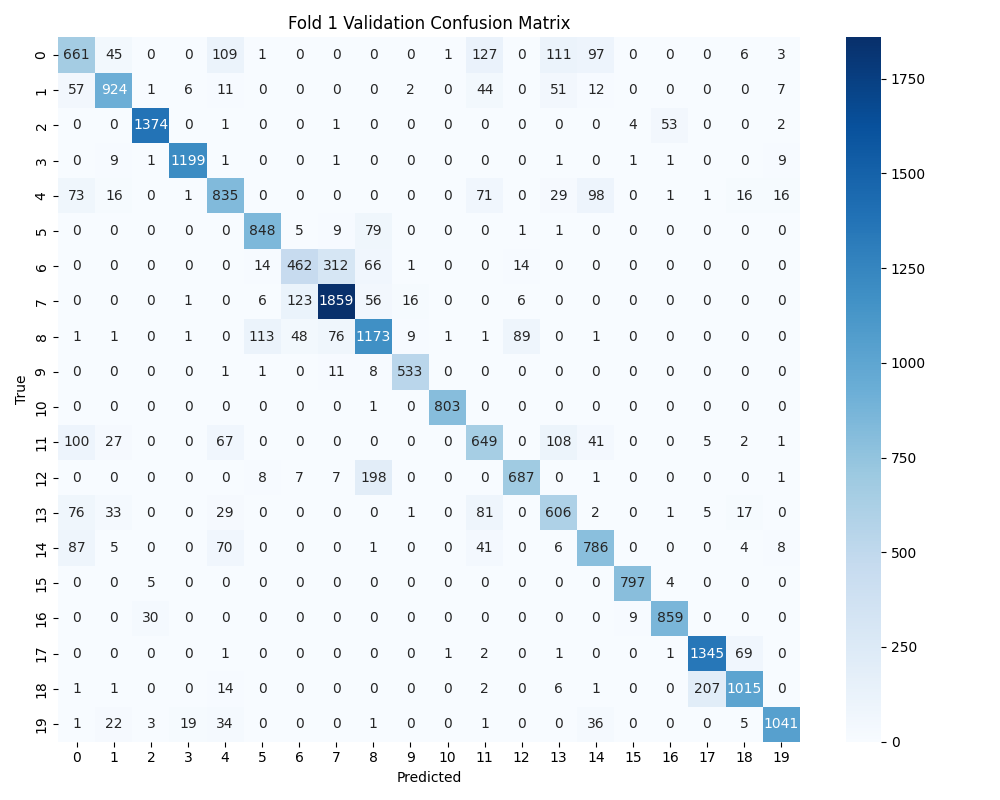 Fold 1 Validation Confusion Matrix
0 661 45 0 0 109 1 0 0 0 0 1 127 0 111 97 0 0 0 6 3
1 57 924 1 6 11 0 0 0 0 2 0 44 0 51 12 0 0 0 0 7
2 0 0 1374 0 1 0 0 1 0 0 0 0 0 0 0 4 53 0 0 2
3 0 9 1 1199 1 0 0 1 0 0 0 0 0 1 0 1 1 0 0 9
4 73 16 0 1 835 0 0 0 0 0 0 71 0 29 98 0 1 1 16 16
5 0 0 0 0 0 848 5 9 79 0 0 0 1 1 0 0 0 0 0 0
6 0 0 0 0 0 14 462 312 66 1 0 0 14 0 0 0 0 0 0 0
7 0 0 0 1 0 6 123 1859 56 16 0 0 6 0 0 0 0 0 0 0
8 1 1 0 1 0 113 48 76 1173 9 1 1 89 0 1 0 0 0 0 0
9 0 0 0 0 1 1 0 11 8 533 0 0 0 0 0 0 0 0 0 0
10 0 0 0 0 0 0 0 0 1 0 803 0 0 0 0 0 0 0 0 0
11 100 27 0 0 67 0 0 0 0 0 0 649 0 108 41 0 0 5 2 1
12 0 0 0 0 0 8 7 7 198 0 0 0 687 0 1 0 0 0 0 1
13 76 33 0 0 29 0 0 0 0 1 0 81 0 606 2 0 1 5 17 0
14 87 5 0 0 70 0 0 0 1 0 0 41 0 6 786 0 0 0 4 8
15 0 0 5 0 0 0 0 0 0 0 0 0 0 0 0 797 4 0 0 0
16 0 0 30 0 0 0 0 0 0 0 0 0 0 0 0 9 859 0 0 0
17 0 0 0 0 1 0 0 0 0 0 1 2 0 1 0 0 1 1345 69 0
18 1 1 0 0 14 0 0 0 0 0 0 2 0 6 1 0 0 207 1015 0
19 1 22 3 19 34 0 0 0 1 0 0 1 0 0 36 0 0 0 5 1041
0 1 2 3 4 5 6 7 8 9 10 11 12 13 14 15 16 17 18 19
Predicted
True
1750
1500
1250
1000
750
500
250
0